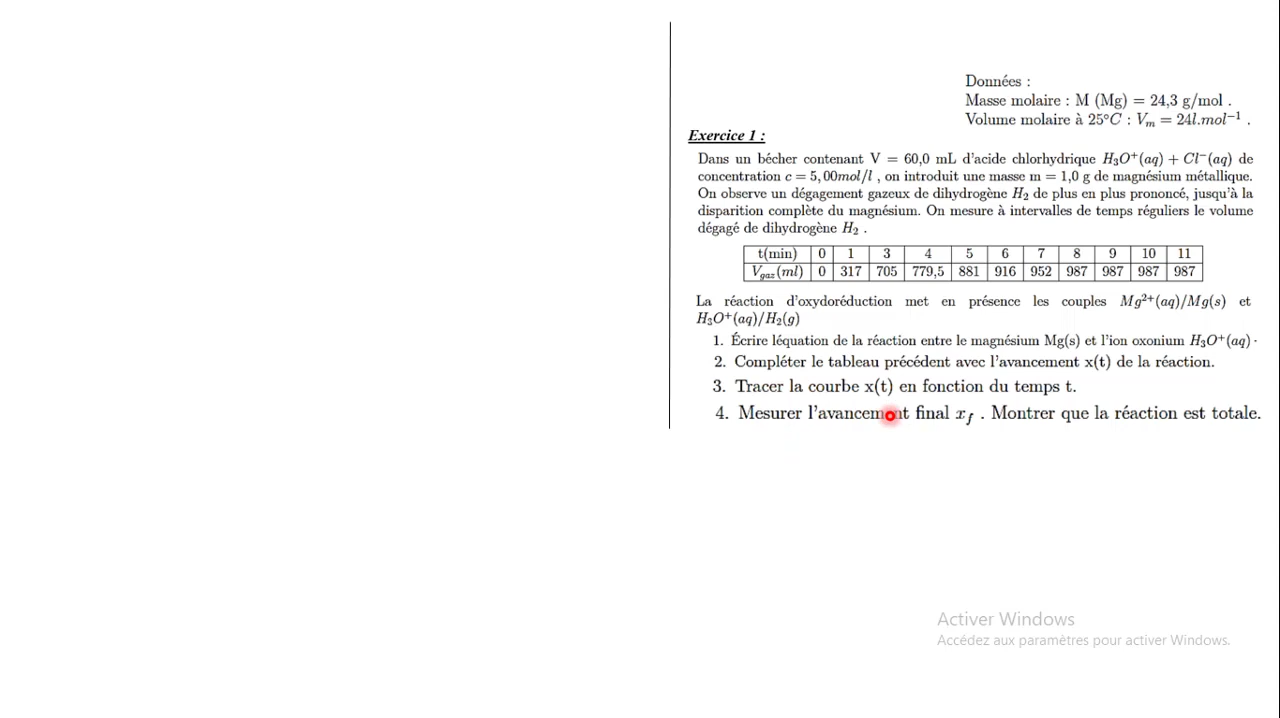 Données :
Masse molaire : M (Mg) = 24,3 g/mol .
Volume molaire à 25°C : Vm = 24l.mol⁻¹ .
Exercice 1 :
Dans un bécher contenant V = 60,0 mL d'acide chlorhydrique H₃O⁺(aq) + Cl⁻(aq) de
concentration c = 5,00mol/l , on introduit une masse m = 1,0 g de magnésium métallique.
On observe un dégagement gazeux de dihydrogène H₂ de plus en plus prononcé, jusqu'à la
disparition complète du magnésium. On mesure à intervalles de temps réguliers le volume
dégagé de dihydrogène H₂ .
t(min) 0 1 3 4 5 6 7 8 9 10 11
Vgaz(ml) 0 317 705 779,5 881 916 952 987 987 987 987
La réaction d'oxydoréduction met en présence les couples Mg²⁺(aq)/Mg(s) et
H₃O⁺(aq)/H₂(g)
1. Écrire léquation de la réaction entre le magnésium Mg(s) et l'ion oxonium H₃O⁺(aq)·
2. Compléter le tableau précédent avec l'avancement x(t) de la réaction.
3. Tracer la courbe x(t) en fonction du temps t.
4. Mesurer l'avancement final xf . Montrer que la réaction est totale.
Activer Windows
Accédez aux paramètres pour activer Windows.